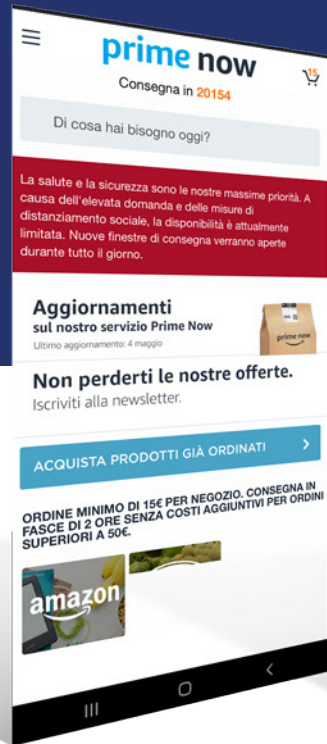 prime now
15
Consegna in 20154
Di cosa hai bisogno oggi?
La salute e la sicurezza sono le nostre massime priorità. A
causa dell'elevata domanda e delle misure di
distanziamento sociale, la disponibilità è attualmente
limitata. Nuove finestre di consegna verranno aperte
durante tutto il giorno.
Aggiornamenti
sul nostro servizio Prime Now
Ultimo aggiornamento: 4 maggio
prime now
Non perderti le nostre offerte.
Iscriviti alla newsletter.
ACQUISTA PRODOTTI GIÀ ORDINATI
ORDINE MINIMO DI 15€ PER NEGOZIO. CONSEGNA IN
FASCE DI 2 ORE SENZA COSTI AGGIUNTIVI PER ORDINI
SUPERIORI A 50€.
amazon